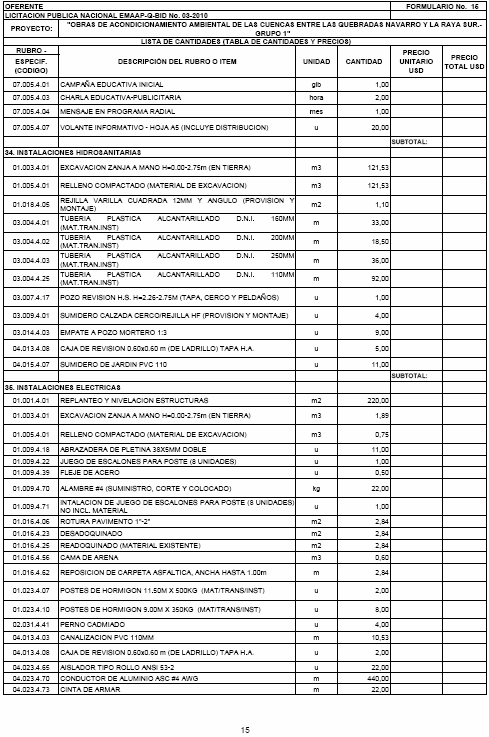 OFERENTE FORMULARIO No. 15
LICITACION PUBLICA NACIONAL EMAAP-Q-BID No. 03-2010
PROYECTO: "OBRAS DE ACONDICIONAMIENTO AMBIENTAL DE LAS CUENCAS ENTRE LAS QUEBRADAS NAVARRO Y LA RAYA SUR.-
GRUPO 1"
LISTA DE CANTIDADES (TABLA DE CANTIDADES Y PRECIOS)
RUBRO -
ESPECIF.
(CODIGO) DESCRIPCIÓN DEL RUBRO O ITEM UNIDAD CANTIDAD PRECIO
UNITARIO
USD PRECIO
TOTAL USD
07.005.4.01 CAMPAÑA EDUCATIVA INICIAL glb 1,00
07.005.4.03 CHARLA EDUCATIVA-PUBLICITARIA hora 2,00
07.005.4.04 MENSAJE EN PROGRAMA RADIAL mes 1,00
07.005.4.07 VOLANTE INFORMATIVO - HOJA A5 (INCLUYE DISTRIBUCION) u 20,00
SUBTOTAL:
34. INSTALACIONES HIDROSANITARIAS
01.003.4.01 EXCAVACION ZANJA A MANO H=0.00-2.75m (EN TIERRA) m3 121,53
01.005.4.01 RELLENO COMPACTADO (MATERIAL DE EXCAVACION) m3 121,53
01.018.4.05 REJILLA VARILLA CUADRADA 12MM Y ANGULO (PROVISION Y
MONTAJE) m2 1,10
03.004.4.01 TUBERIA PLASTICA ALCANTARILLADO D.N.I. 160MM
(MAT.TRAN.INST) m 33,00
03.004.4.02 TUBERIA PLASTICA ALCANTARILLADO D.N.I. 200MM
(MAT.TRAN.INST) m 18,50
03.004.4.03 TUBERIA PLASTICA ALCANTARILLADO D.N.I. 250MM
(MAT.TRAN.INST) m 36,00
03.004.4.25 TUBERIA PLASTICA ALCANTARILLADO D.N.I. 110MM
(MAT.TRAN.INST) m 92,00
03.007.4.17 POZO REVISION H.S. H=2.26-2.75M (TAPA, CERCO Y PELDAÑOS) u 1,00
03.009.4.01 SUMIDERO CALZADA CERCO/REJILLA HF (PROVISION Y MONTAJE) u 4,00
03.014.4.03 EMPATE A POZO MORTERO 1:3 u 9,00
04.013.4.08 CAJA DE REVISION 0.60x0.60 m (DE LADRILLO) TAPA H.A. u 5,00
04.015.4.07 SUMIDERO DE JARDIN PVC 110 u 11,00
SUBTOTAL:
35. INSTALACIONES ELECTRICAS
01.001.4.01 REPLANTEO Y NIVELACION ESTRUCTURAS m2 220,00
01.003.4.01 EXCAVACION ZANJA A MANO H=0.00-2.75m (EN TIERRA) m3 1,89
01.005.4.01 RELLENO COMPACTADO (MATERIAL DE EXCAVACION) m3 0,75
01.009.4.18 ABRAZADERA DE PLETINA 38X5MM DOBLE u 11,00
01.009.4.22 JUEGO DE ESCALONES PARA POSTE (8 UNIDADES) u 1,00
01.009.4.39 FLEJE DE ACERO u 0,50
01.009.4.70 ALAMBRE #4 (SUMINISTRO, CORTE Y COLOCADO) kg 22,00
01.009.4.71 INTALACION DE JUEGO DE ESCALONES PARA POSTE (8 UNIDADES)
NO INCL. MATERIAL u 1,00
01.016.4.06 ROTURA PAVIMENTO 1"-2" m2 2,84
01.016.4.23 DESADOQUINADO m2 2,84
01.016.4.25 READOQUINADO (MATERIAL EXISTENTE) m2 2,84
01.016.4.56 CAMA DE ARENA m3 0,60
01.016.4.62 REPOSICION DE CARPETA ASFALTICA, ANCHA HASTA 1.00m m 2,84
01.023.4.07 POSTES DE HORMIGON 11.50M X 500KG (MAT/TRANS/INST) u 2,00
01.023.4.10 POSTES DE HORMIGON 9.00M X 350KG (MAT/TRANS/INST) u 8,00
02.031.4.41 PERNO CADMIADO u 4,00
04.013.4.03 CANALIZACION PVC 110MM m 10,53
04.013.4.08 CAJA DE REVISION 0.60x0.60 m (DE LADRILLO) TAPA H.A. u 2,00
04.023.4.65 AISLADOR TIPO ROLLO ANSI 53-2 u 22,00
04.023.4.70 CONDUCTOR DE ALUMINIO ASC #4 AWG m 440,00
04.023.4.73 CINTA DE ARMAR m 22,00
15